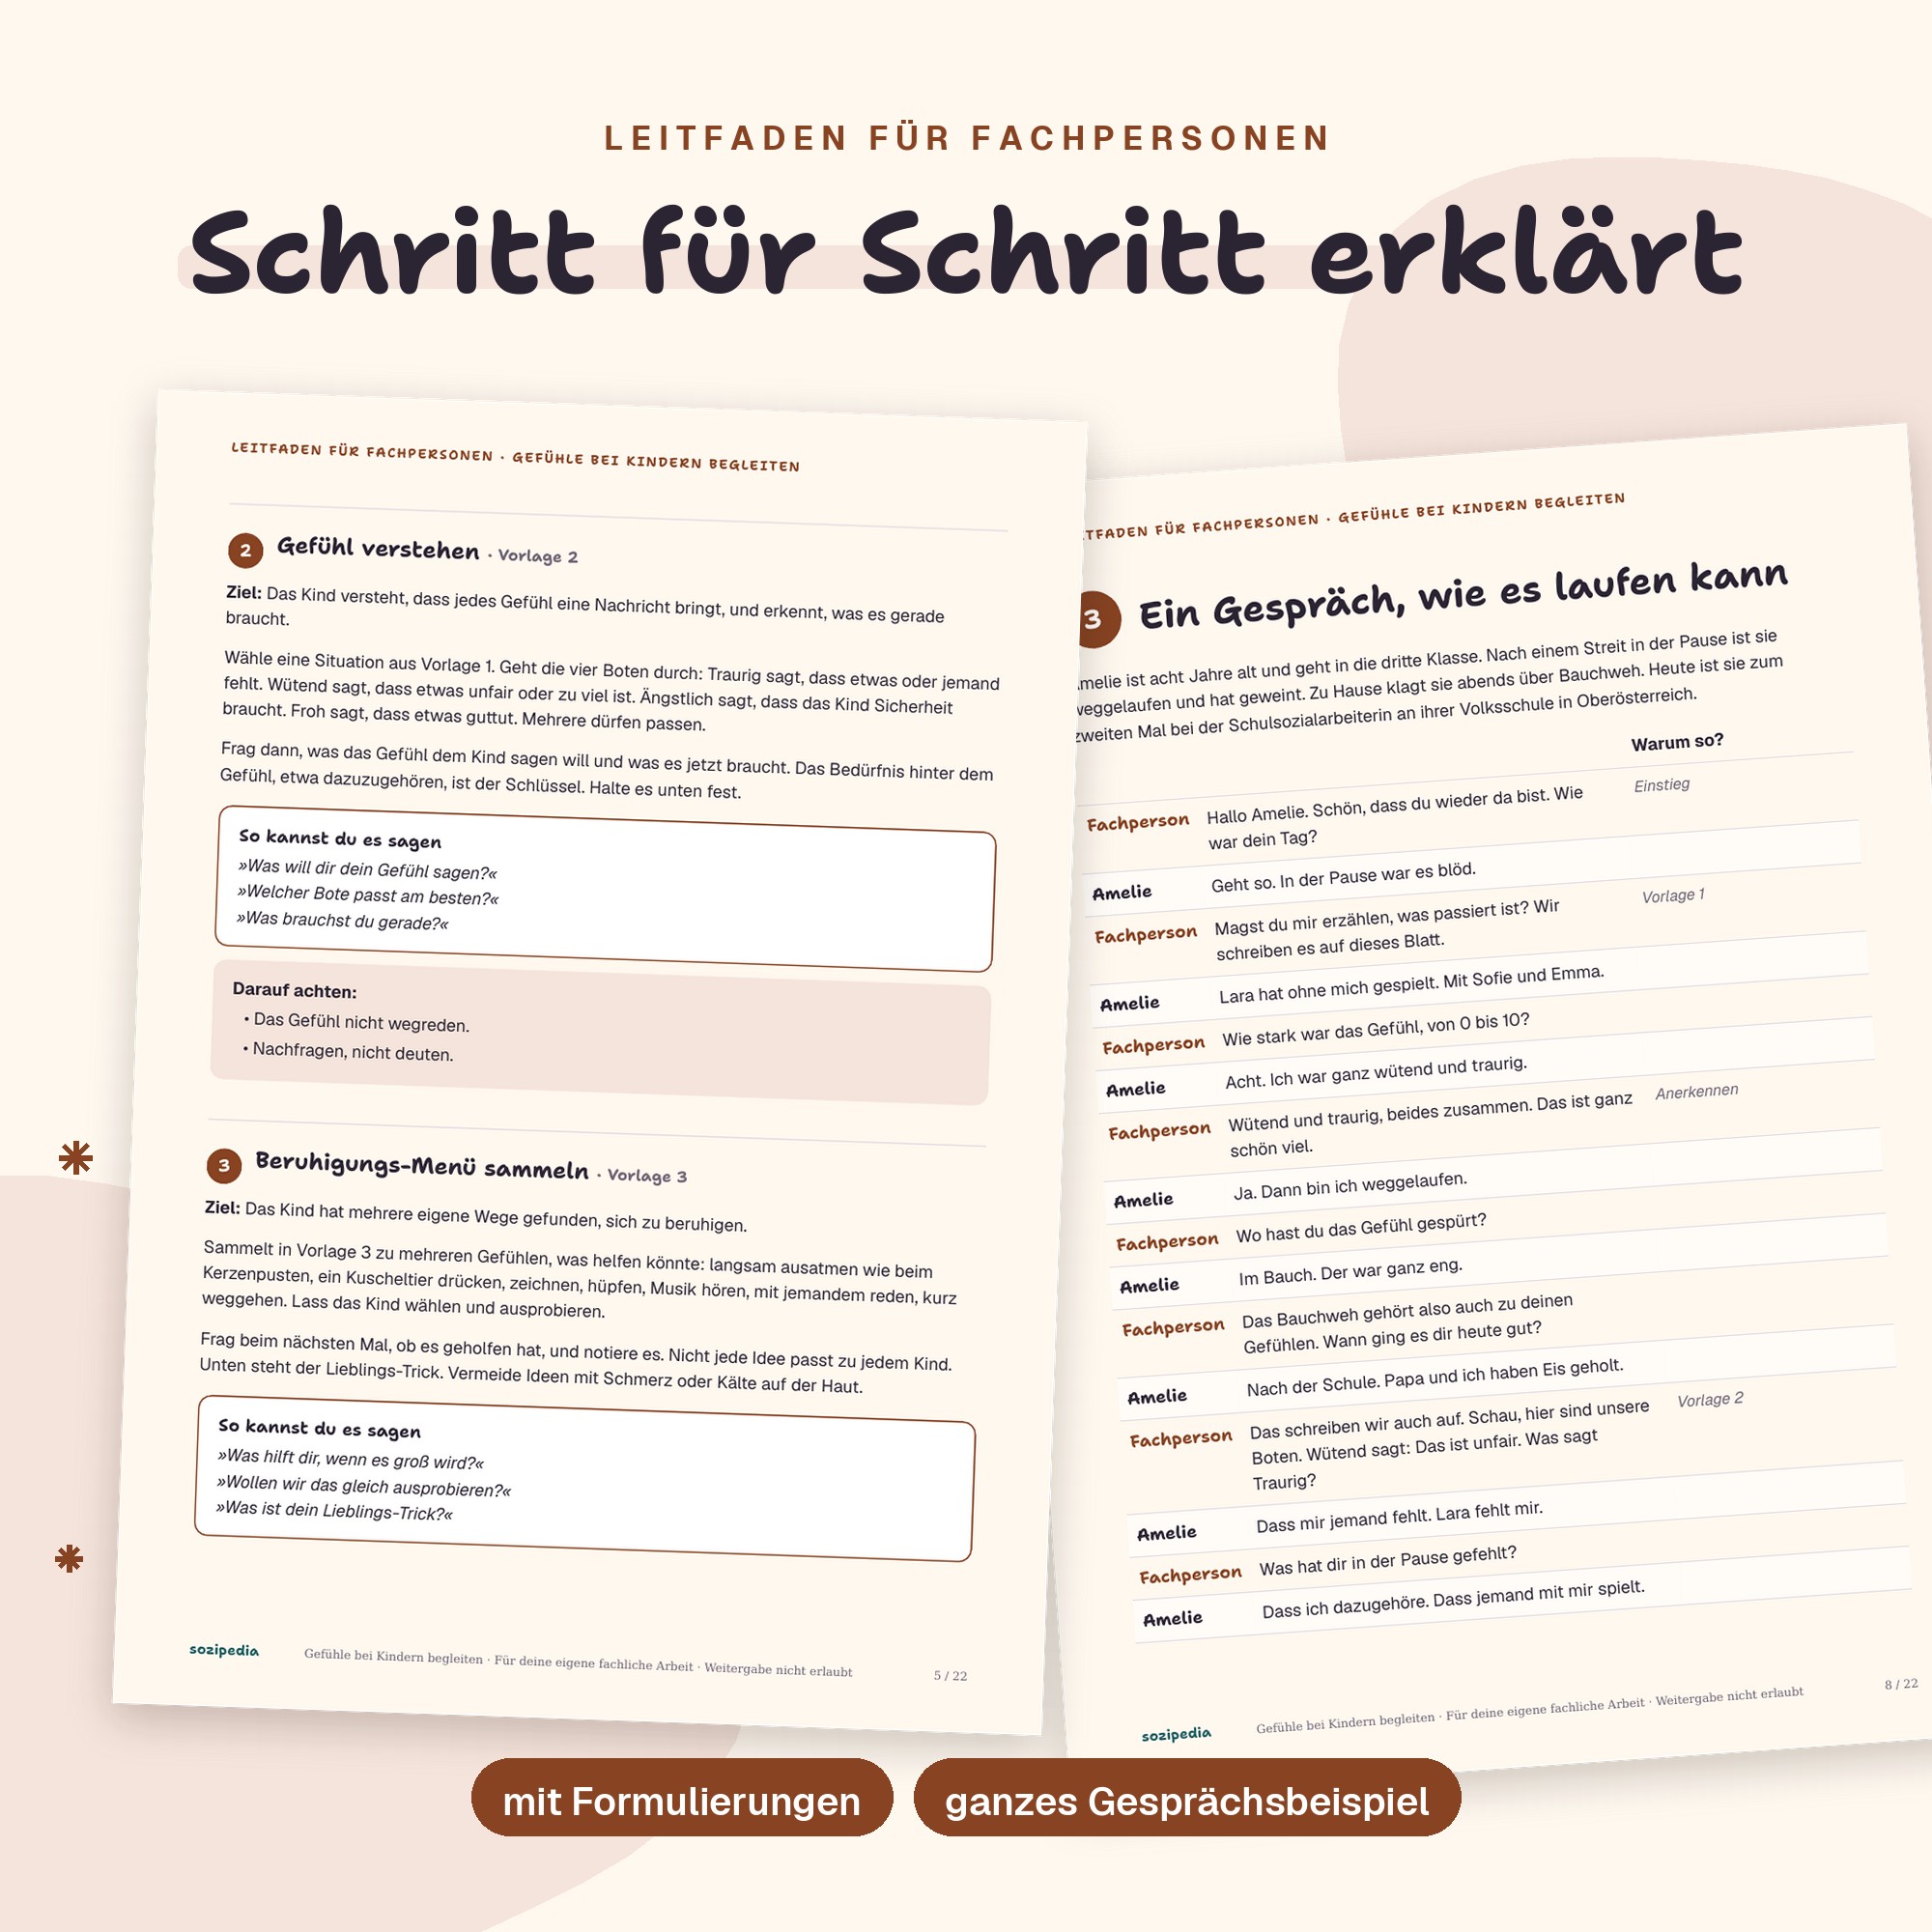 LEITFADEN FÜR FACHPERSONEN
Schritt für Schritt erklärt
LEITFADEN FÜR FACHPERSONEN · GEFÜHLE BEI KINDERN BEGLEITEN
2 Gefühl verstehen · Vorlage 2
Ziel: Das Kind versteht, dass jedes Gefühl eine Nachricht bringt, und erkennt, was es gerade
braucht.
Wähle eine Situation aus Vorlage 1. Geht die vier Boten durch: Traurig sagt, dass etwas oder jemand
fehlt. Wütend sagt, dass etwas unfair oder zu viel ist. Ängstlich sagt, dass das Kind Sicherheit
braucht. Froh sagt, dass etwas guttut. Mehrere dürfen passen.
Frag dann, was das Gefühl dem Kind sagen will und was es jetzt braucht. Das Bedürfnis hinter dem
Gefühl, etwa dazuzugehören, ist der Schlüssel. Halte es unten fest.
So kannst du es sagen
»Was will dir dein Gefühl sagen?«
»Welcher Bote passt am besten?«
»Was brauchst du gerade?«
Darauf achten:
• Das Gefühl nicht wegreden.
• Nachfragen, nicht deuten.
3 Beruhigungs-Menü sammeln · Vorlage 3
Ziel: Das Kind hat mehrere eigene Wege gefunden, sich zu beruhigen.
Sammelt in Vorlage 3 zu mehreren Gefühlen, was helfen könnte: langsam ausatmen wie beim
Kerzenpusten, ein Kuscheltier drücken, zeichnen, hüpfen, Musik hören, mit jemandem reden, kurz
weggehen. Lass das Kind wählen und ausprobieren.
Frag beim nächsten Mal, ob es geholfen hat, und notiere es. Nicht jede Idee passt zu jedem Kind.
Unten steht der Lieblings-Trick. Vermeide Ideen mit Schmerz oder Kälte auf der Haut.
So kannst du es sagen
»Was hilft dir, wenn es groß wird?«
»Wollen wir das gleich ausprobieren?«
»Was ist dein Lieblings-Trick?«
sozipedia Gefühle bei Kindern begleiten · Für deine eigene fachliche Arbeit · Weitergabe nicht erlaubt 5 / 22
TFADEN FÜR FACHPERSONEN · GEFÜHLE BEI KINDERN BEGLEITEN
3 Ein Gespräch, wie es laufen kann
melie ist acht Jahre alt und geht in die dritte Klasse. Nach einem Streit in der Pause ist sie
weggelaufen und hat geweint. Zu Hause klagt sie abends über Bauchweh. Heute ist sie zum
zweiten Mal bei der Schulsozialarbeiterin an ihrer Volksschule in Oberösterreich.
Warum so?
Fachperson Hallo Amelie. Schön, dass du wieder da bist. Wie Einstieg
war dein Tag?
Amelie Geht so. In der Pause war es blöd.
Fachperson Magst du mir erzählen, was passiert ist? Wir Vorlage 1
schreiben es auf dieses Blatt.
Amelie Lara hat ohne mich gespielt. Mit Sofie und Emma.
Fachperson Wie stark war das Gefühl, von 0 bis 10?
Amelie Acht. Ich war ganz wütend und traurig.
Fachperson Wütend und traurig, beides zusammen. Das ist ganz Anerkennen
schön viel.
Amelie Ja. Dann bin ich weggelaufen.
Fachperson Wo hast du das Gefühl gespürt?
Amelie Im Bauch. Der war ganz eng.
Fachperson Das Bauchweh gehört also auch zu deinen
Gefühlen. Wann ging es dir heute gut?
Amelie Nach der Schule. Papa und ich haben Eis geholt.
Fachperson Das schreiben wir auch auf. Schau, hier sind unsere Vorlage 2
Boten. Wütend sagt: Das ist unfair. Was sagt
Traurig?
Amelie Dass mir jemand fehlt. Lara fehlt mir.
Fachperson Was hat dir in der Pause gefehlt?
Amelie Dass ich dazugehöre. Dass jemand mit mir spielt.
sozipedia Gefühle bei Kindern begleiten · Für deine eigene fachliche Arbeit · Weitergabe nicht erlaubt 8 / 22
mit Formulierungen
ganzes Gesprächsbeispiel